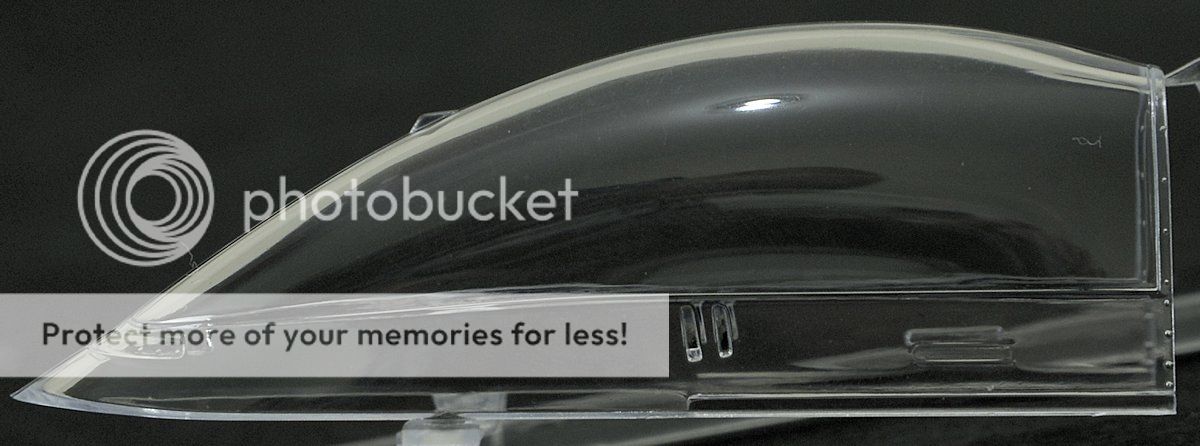 photobucket
Protect more of your memories for less!